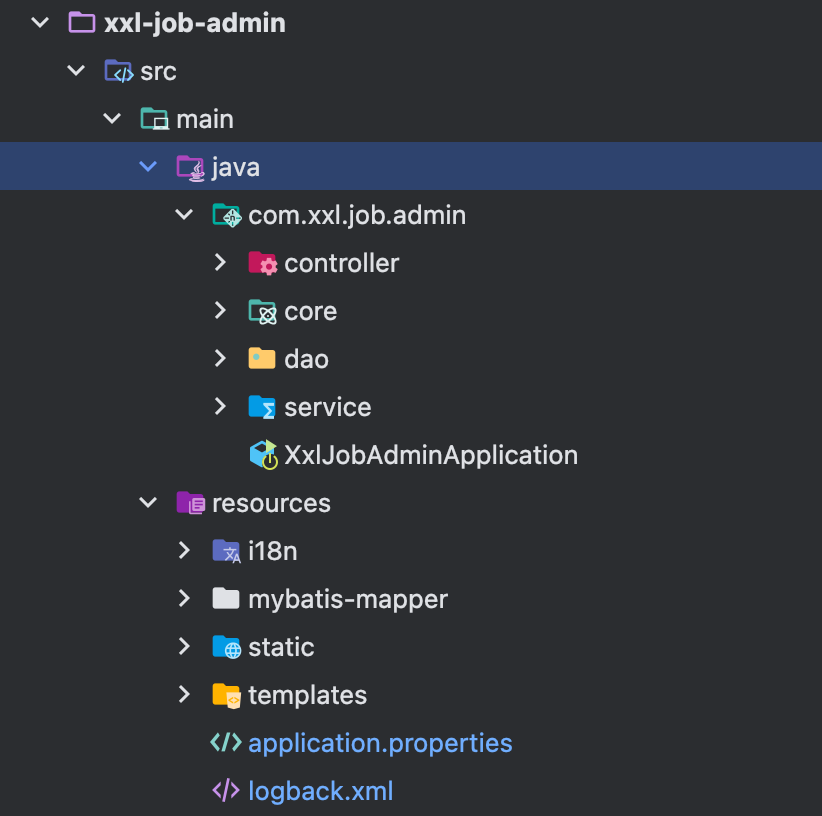 xxl-job-admin
src
main
java
com.xxl.job.admin
controller
core
dao
service
XxlJobAdminApplication
resources
i18n
mybatis-mapper
static
templates
application.properties
logback.xml